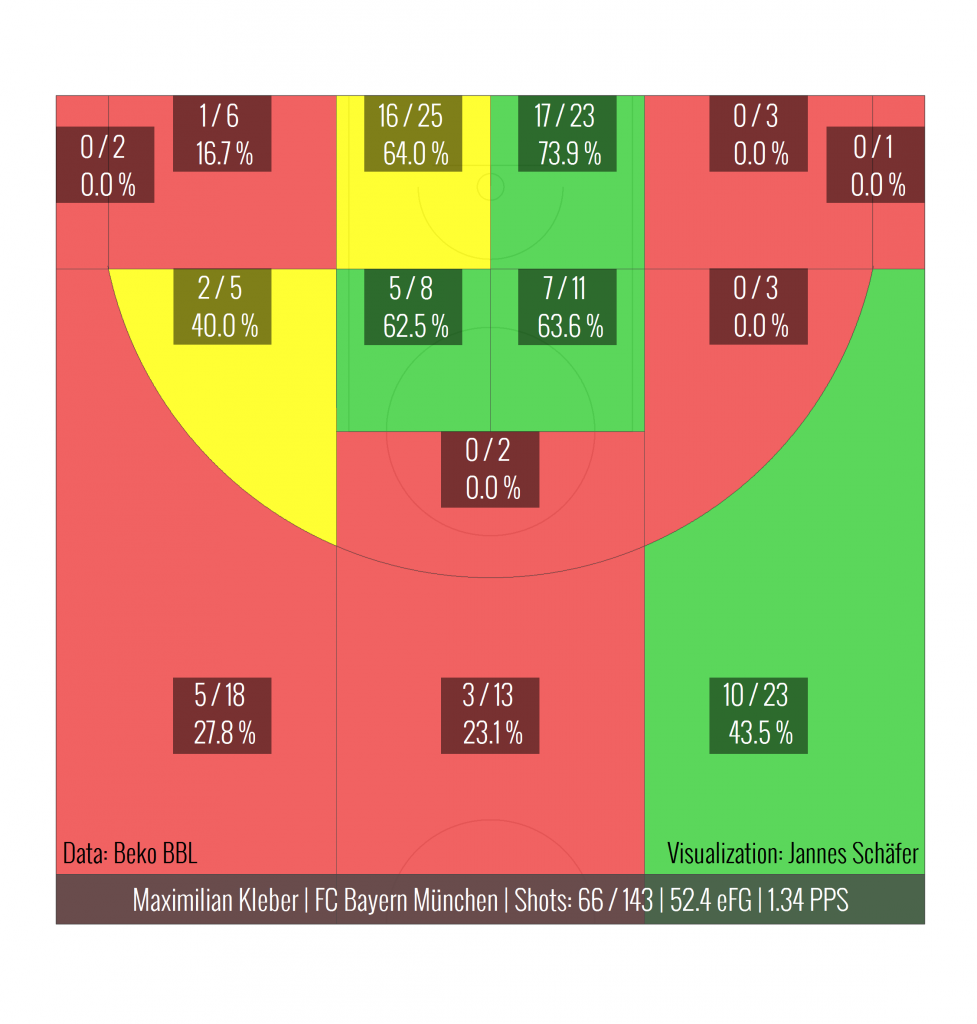 0 / 2
0.0 %
1 / 6
16.7 %
16 / 25
64.0 %
17 / 23
73.9 %
0 / 3
0.0 %
0 / 1
0.0 %
2 / 5
40.0 %
5 / 8
62.5 %
7 / 11
63.6 %
0 / 3
0.0 %
0 / 2
0.0 %
5 / 18
27.8 %
3 / 13
23.1 %
10 / 23
43.5 %
Data: Beko BBL
Visualization: Jannes Schäfer
Maximilian Kleber | FC Bayern München | Shots: 66 / 143 | 52.4 eFG | 1.34 PPS